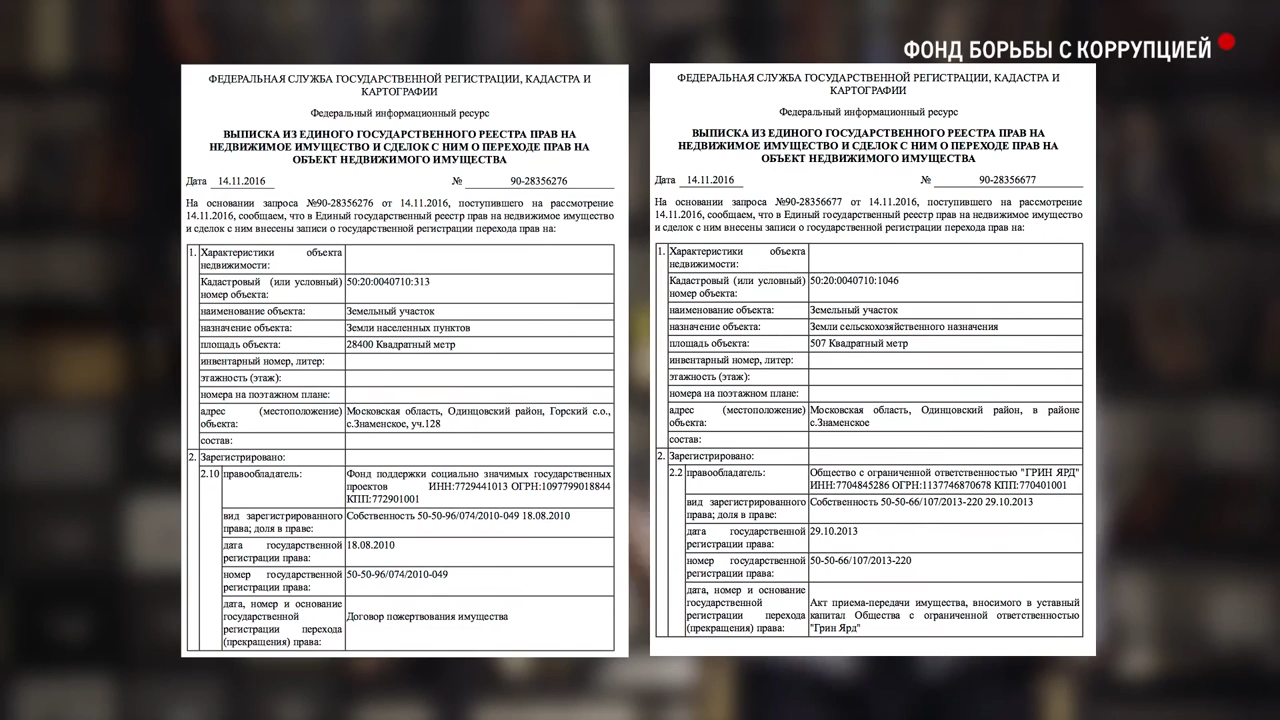 ФОНД БОРЬБЫ С КОРРУПЦИЕЙ
ФЕДЕРАЛЬНАЯ СЛУЖБА ГОСУДАРСТВЕННОЙ РЕГИСТРАЦИИ, КАДАСТРА И
КАРТОГРАФИИ
Федеральный информационный ресурс
ВЫПИСКА ИЗ ЕДИНОГО ГОСУДАРСТВЕННОГО РЕЕСТРА ПРАВ НА
НЕДВИЖИМОЕ ИМУЩЕСТВО И СДЕЛОК С НИМ О ПЕРЕХОДЕ ПРАВ НА
ОБЪЕКТ НЕДВИЖИМОГО ИМУЩЕСТВА
Дата 14.11.2016 № 90-28356276
На основании запроса №90-28356276 от 14.11.2016, поступившего на рассмотрение
14.11.2016, сообщаем, что в Единый государственный реестр прав на недвижимое имущество
и сделок с ним внесены записи о государственной регистрации перехода прав на:
1. Характеристики объекта
недвижимости:
Кадастровый (или условный) 50:20:0040710:313
номер объекта:
наименование объекта: Земельный участок
назначение объекта: Земли населенных пунктов
площадь объекта: 28400 Квадратный метр
инвентарный номер, литер:
этажность (этаж):
номера на поэтажном плане:
адрес (местоположение) Московская область, Одинцовский район, Горский с.о.,
объекта: с.Знаменское, уч.128
состав:
2. Зарегистрировано:
2.10 правообладатель: Фонд поддержки социально значимых государственных
проектов ИНН:7729441013 ОГРН:1097799018844
КПП:772901001
вид зарегистрированного Собственность 50-50-96/074/2010-049 18.08.2010
права; доля в праве:
дата государственной 18.08.2010
регистрации права:
номер государственной 50-50-96/074/2010-049
регистрации права:
дата, номер и основание
государственной Договор пожертвования имущества
регистрации перехода
(прекращения) права:
ФЕДЕРАЛЬНАЯ СЛУЖБА ГОСУДАРСТВЕННОЙ РЕГИСТРАЦИИ, КАДАСТРА И
КАРТОГРАФИИ
Федеральный информационный ресурс
ВЫПИСКА ИЗ ЕДИНОГО ГОСУДАРСТВЕННОГО РЕЕСТРА ПРАВ НА
НЕДВИЖИМОЕ ИМУЩЕСТВО И СДЕЛОК С НИМ О ПЕРЕХОДЕ ПРАВ НА
ОБЪЕКТ НЕДВИЖИМОГО ИМУЩЕСТВА
Дата 14.11.2016 № 90-28356677
На основании запроса №90-28356677 от 14.11.2016, поступившего на рассмотрение
14.11.2016, сообщаем, что в Единый государственный реестр прав на недвижимое имущество
и сделок с ним внесены записи о государственной регистрации перехода прав на:
1. Характеристики объекта
недвижимости:
Кадастровый (или условный) 50:20:0040710:1046
номер объекта:
наименование объекта: Земельный участок
назначение объекта: Земли сельскохозяйственного назначения
площадь объекта: 507 Квадратный метр
инвентарный номер, литер:
этажность (этаж):
номера на поэтажном плане:
адрес (местоположение) Московская область, Одинцовский район, в районе
объекта: с.Знаменское
состав:
2. Зарегистрировано:
2.2 правообладатель: Общество с ограниченной ответственностью "ГРИН ЯРД"
ИНН:7704845286 ОГРН:1137746870678 КПП:770401001
вид зарегистрированного Собственность 50-50-66/107/2013-220 29.10.2013
права; доля в праве:
дата государственной 29.10.2013
регистрации права:
номер государственной 50-50-66/107/2013-220
регистрации права:
дата, номер и основание
государственной Акт приема-передачи имущества, вносимого в уставный
регистрации перехода капитал Общества с ограниченной ответственностью
(прекращения) права: "Грин Ярд"